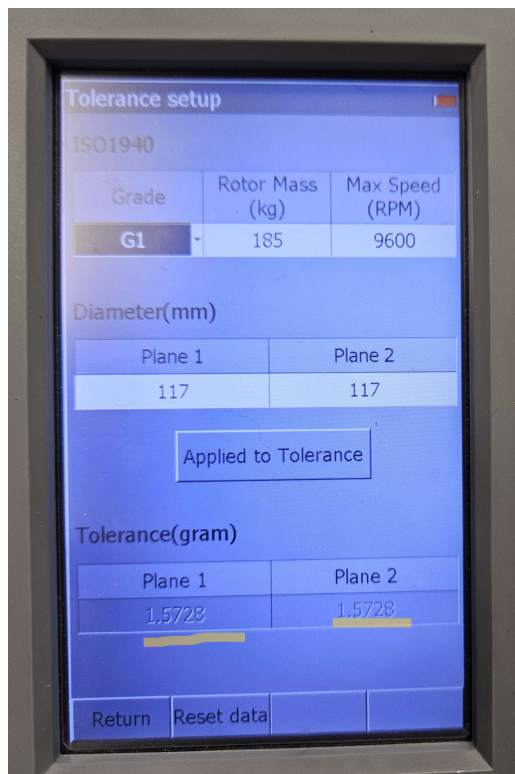 Tolerance setup
ISO1940
Grade
Rotor Mass
(kg)
Max Speed
(RPM)
G1
185
9600
Diameter(mm)
Plane 1
Plane 2
117
117
Applied to Tolerance
Tolerance(gram)
Plane 1
Plane 2
1.5728
1.5728
Return
Reset data